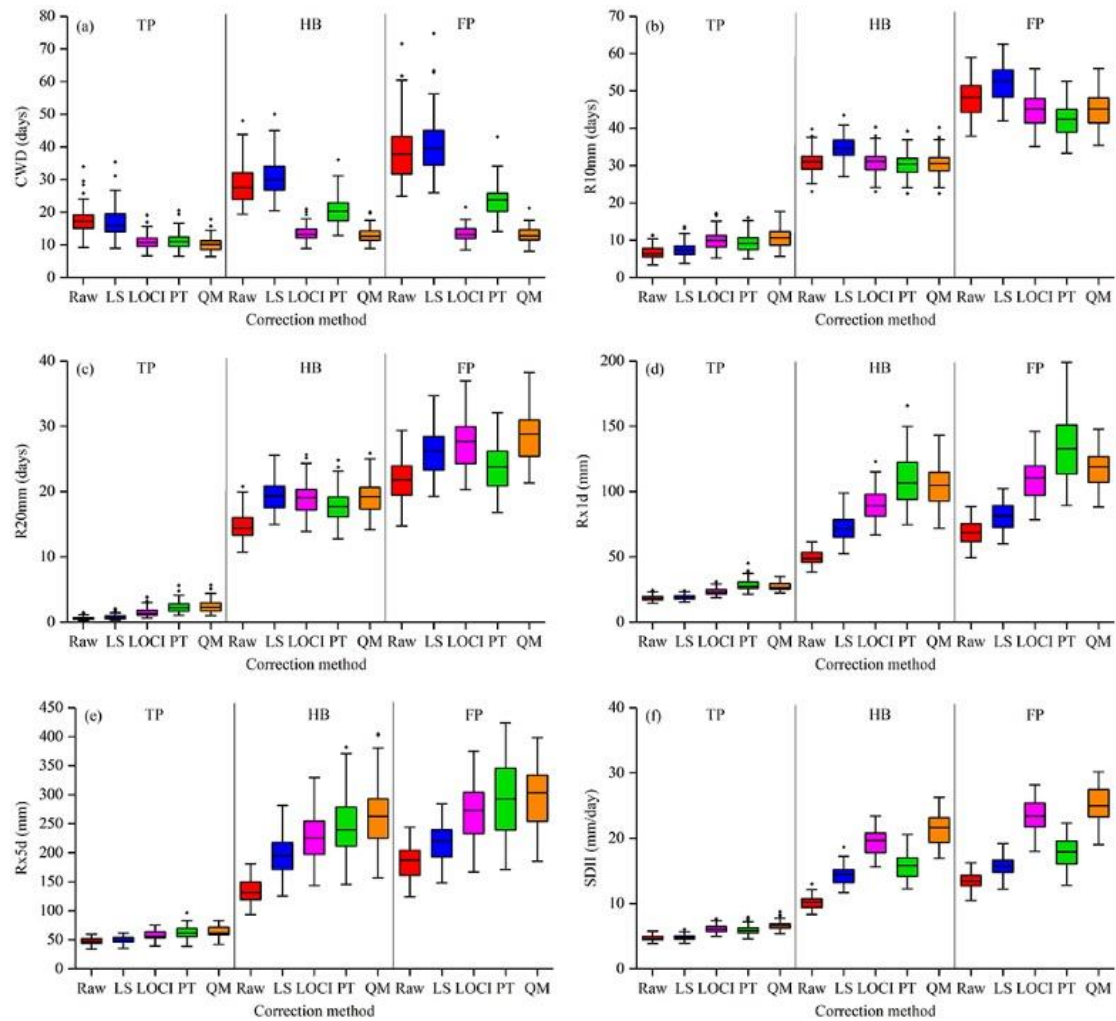 (a) TP HB FP
80
70
60
50
40
30
20
10
0
CWD (days)
Raw LS LOCI PT QM Raw LS LOCI PT QM Raw LS LOCI PT QM
Correction method
(b) TP HB FP
70
60
50
40
30
20
10
0
R10mm (days)
Raw LS LOCI PT QM Raw LS LOCI PT QM Raw LS LOCI PT QM
Correction method
(c) TP HB FP
40
30
20
10
0
R20mm (days)
Raw LS LOCI PT QM Raw LS LOCI PT QM Raw LS LOCI PT QM
Correction method
(d) TP HB FP
200
150
100
50
0
Rx1d (mm)
Raw LS LOCI PT QM Raw LS LOCI PT QM Raw LS LOCI PT QM
Correction method
(e) TP HB FP
450
400
350
300
250
200
150
100
50
0
Rx5d (mm)
Raw LS LOCI PT QM Raw LS LOCI PT QM Raw LS LOCI PT QM
Correction method
(f) TP HB FP
40
30
20
10
0
SDII (mm/day)
Raw LS LOCI PT QM Raw LS LOCI PT QM Raw LS LOCI PT QM
Correction method